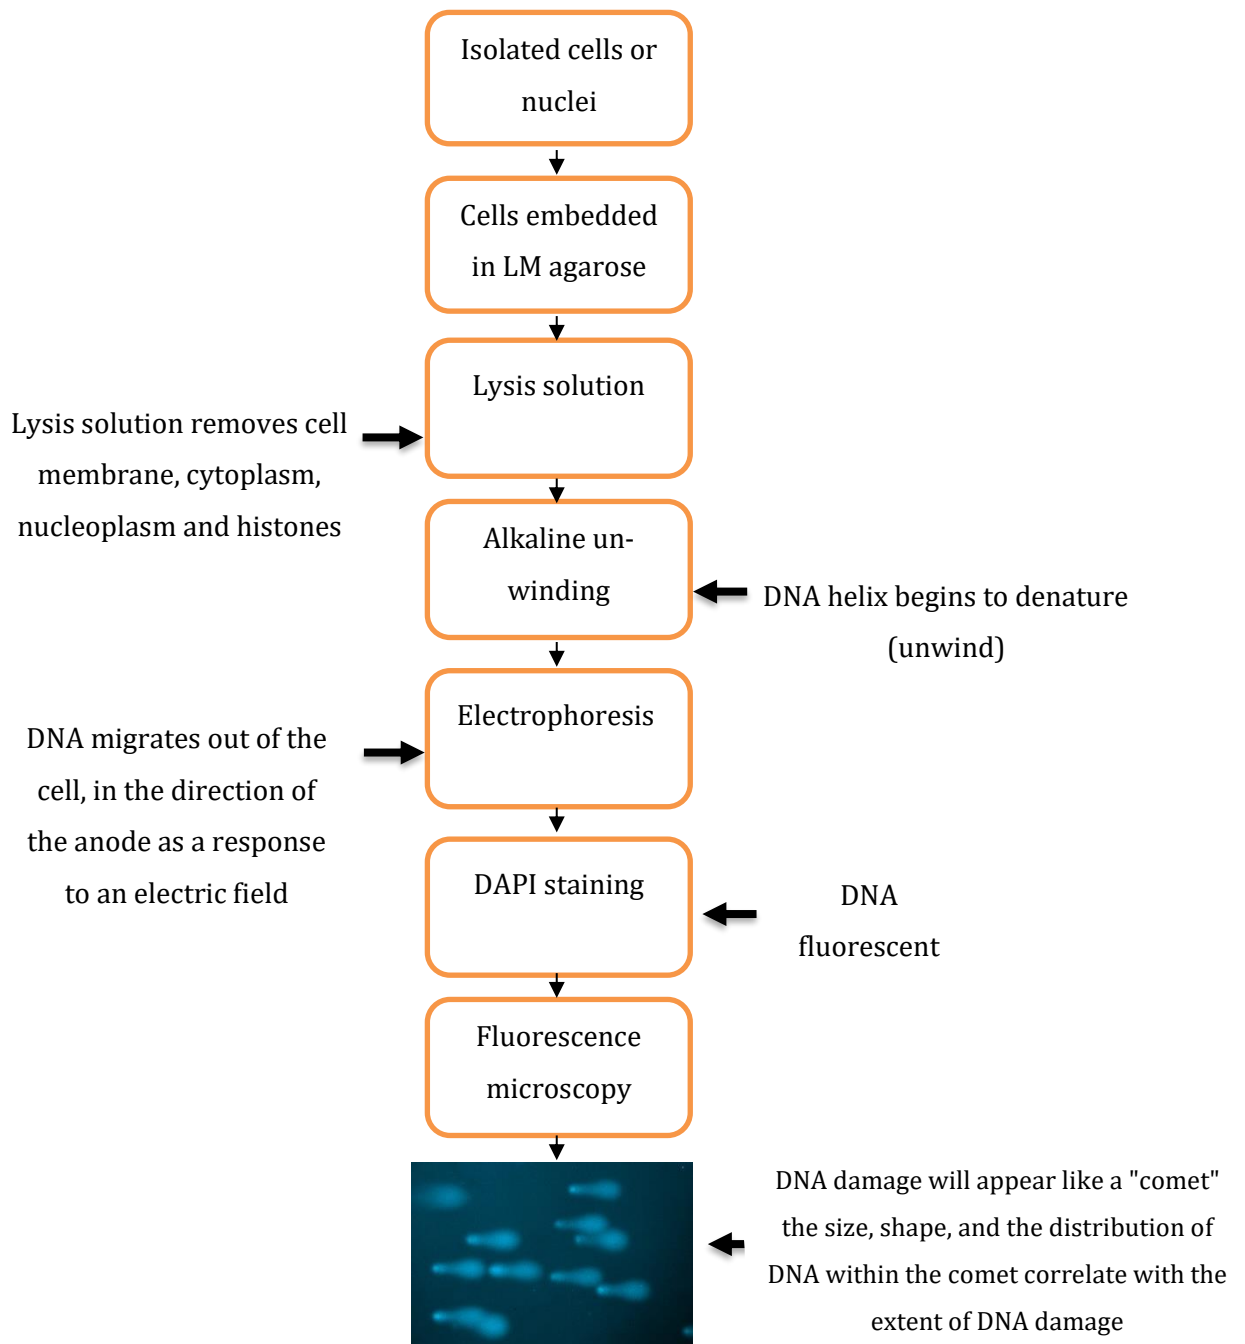 Isolated cells or
nuclei
Cells embedded
in LM agarose
Lysis solution
Lysis solution removes cell
membrane, cytoplasm,
nucleoplasm and histones
Alkaline un-
winding
DNA helix begins to denature
(unwind)
Electrophoresis
DNA migrates out of the
cell, in the direction of
the anode as a response
to an electric field
DAPI staining
DNA
fluorescent
Fluorescence
microscopy
DNA damage will appear like a "comet"
the size, shape, and the distribution of
DNA within the comet correlate with the
extent of DNA damage